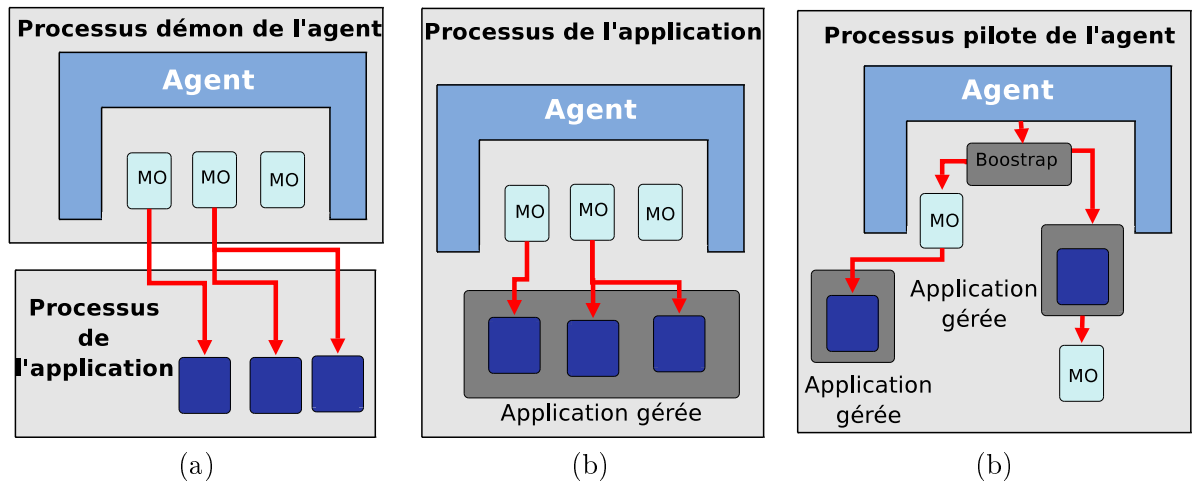 Processus démon de l'agent
Agent
MO
MO
MO
Processus
de
l'application
(a)
Processus de l'application
Agent
MO
MO
MO
Application gérée
(b)
Processus pilote de l'agent
Agent
Boostrap
MO
Application
gérée
MO
Application
gérée
(b)